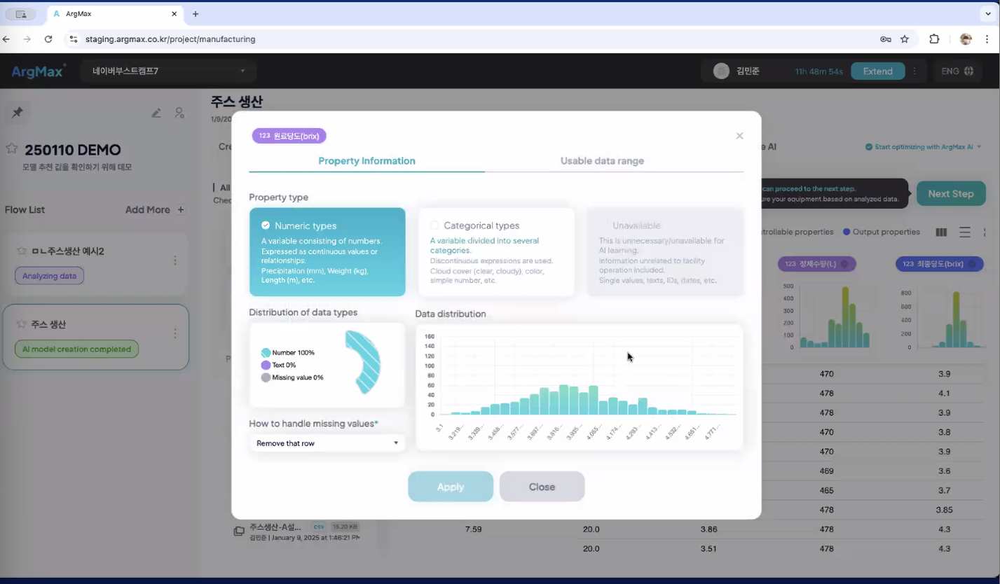 ArgMax
staging.argmax.co.kr/project/manufacturing
ArgMax
네이버부스트캠프7
김민준
11h 48m 54s
Extend
ENG
250110 DEMO
모델 추천 값을 확인하기 위해 데모
Flow List
Add More +
ㅁㄴ주스생산 예시2
Analyzing data
주스 생산
AI model creation completed
주스 생산
1/9/20
Cre
e AI
Start optimizing with ArgMax AI
All
Chec
can proceed to the next step.
ure your equipment based on analyzed data.
Next Step
ntrollable properties
Output properties
123 원료당도(brix)
Property Information
Usable data range
Property type
Numeric types
A variable consisting of numbers.
Expressed as continuous values or
relationships.
Precipitation (mm), Weight (kg),
Length (m), etc.
Categorical types
A variable divided into several
categories.
Discontinuous expressions are used.
Cloud cover (clear, cloudy), color,
simple number, etc.
Unavailable
This is unnecessary/unavailable for
AI learning.
Information unrelated to facility
operation included.
Single values, texts, IDs, dates, etc.
Distribution of data types
Number 100%
Text 0%
Missing value 0%
How to handle missing values*
Remove that row
Data distribution
160
140
120
100
80
60
40
20
0
3.1
3.219...
3.339...
3.458...
3.577...
3.697...
3.816...
3.935...
4.055...
4.174...
4.293...
4.413...
4.532...
4.651...
4.771...
Apply
Close
123 정제수량(L)
500
400
300
200
100
0
123 최종당도(brix)
800
600
400
200
0
470 3.9
478 4.1
478 3.9
470 3.8
470 3.9
469 3.6
465 3.7
478 3.85
7.59 20.0 3.86 478 4.3
20.0 3.51 478 4.3
P
주스생산-A설... CSV 15.20 KB
김민준 | January 9, 2025 at 1:46:21 PM